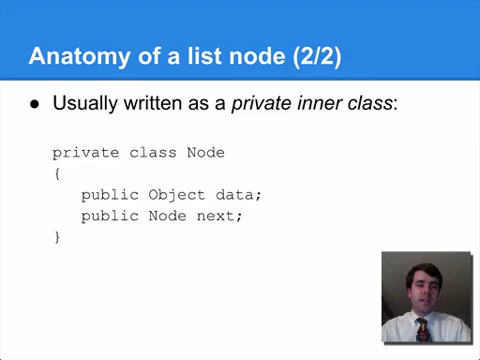 Anatomy of a list node (2/2)
● Usually written as a private inner class:
private class Node
{
public Object data;
public Node next;
}